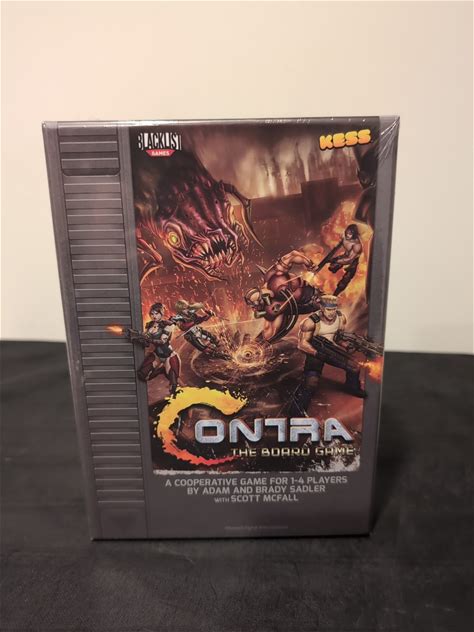 BLACKLIST
GAMES
KESS
CONTRA
THE BOARD GAME
A COOPERATIVE GAME FOR 1-4 PLAYERS
BY ADAM AND BRADY SADLER
WITH SCOTT MCFALL